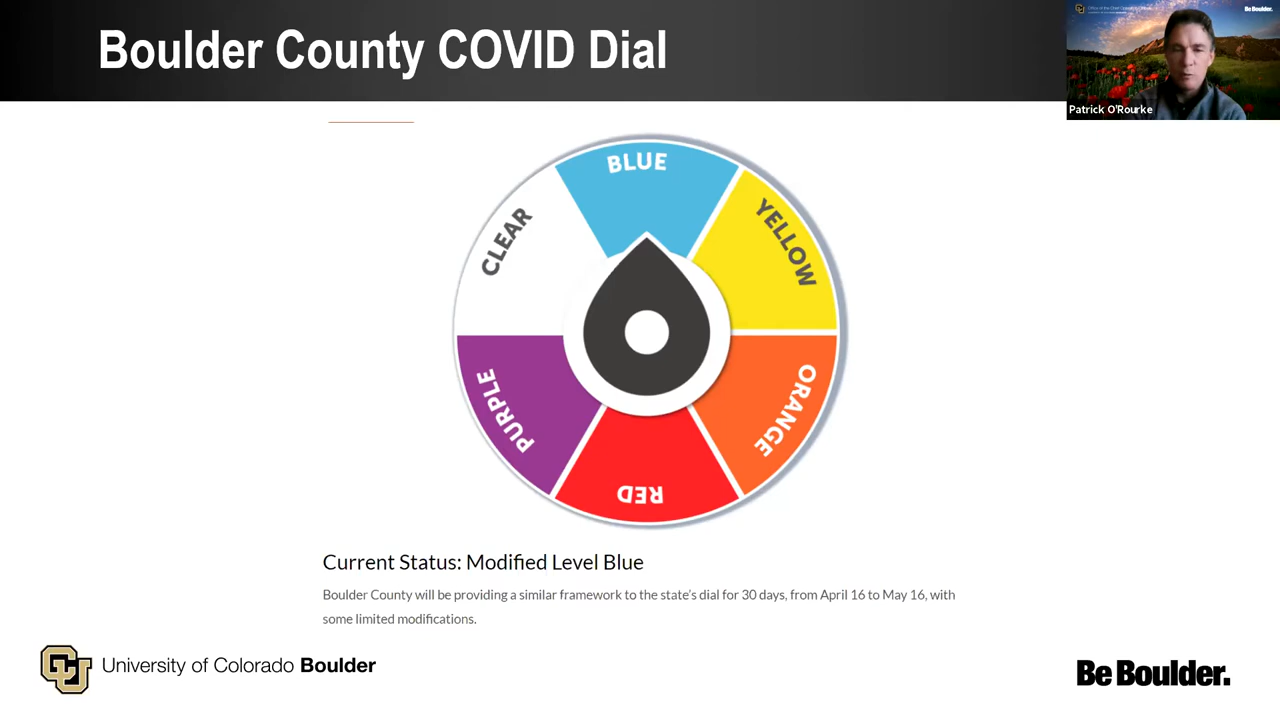 Boulder County COVID Dial
Be Boulder.
Patrick O'Rourke
BLUE
CLEAR
YELLOW
PURPLE
ORANGE
RED
Current Status: Modified Level Blue
Boulder County will be providing a similar framework to the state's dial for 30 days, from April 16 to May 16, with
some limited modifications.
CU
University of Colorado Boulder
Be Boulder.